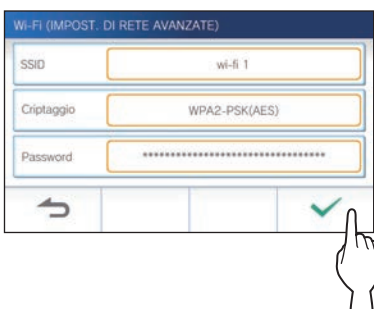 Wi-Fi (IMPOST. DI RETE AVANZATE)
SSID wi-fi 1
Criptaggio WPA2-PSK(AES)
Password **********************************